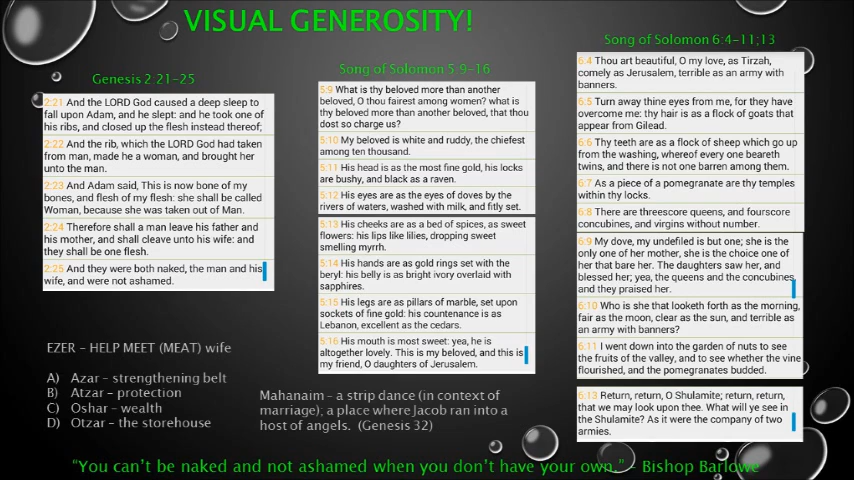 VISUAL GENEROSITY!
Genesis 2:21-25
2:21 And the LORD God caused a deep sleep to
fall upon Adam, and he slept: and he took one of
his ribs, and closed up the flesh instead thereof;
2:22 And the rib, which the LORD God had taken
from man, made he a woman, and brought her
unto the man.
2:23 And Adam said, This is now bone of my
bones, and flesh of my flesh: she shall be called
Woman, because she was taken out of Man.
2:24 Therefore shall a man leave his father and
his mother, and shall cleave unto his wife: and
they shall be one flesh.
2:25 And they were both naked, the man and his
wife, and were not ashamed.
EZER – HELP MEET (MEAT) wife
A) Azar – strengthening belt
B) Atzar – protection
C) Oshar – wealth
D) Otzar – the storehouse
Song of Solomon 5:9-16
5:9 What is thy beloved more than another
beloved, O thou fairest among women? what is
thy beloved more than another beloved, that thou
dost so charge us?
5:10 My beloved is white and ruddy, the chiefest
among ten thousand.
5:11 His head is as the most fine gold, his locks
are bushy, and black as a raven.
5:12 His eyes are as the eyes of doves by the
rivers of waters, washed with milk, and fitly set.
5:13 His cheeks are as a bed of spices, as sweet
flowers: his lips like lilies, dropping sweet
smelling myrrh.
5:14 His hands are as gold rings set with the
beryl: his belly is as bright ivory overlaid with
sapphires.
5:15 His legs are as pillars of marble, set upon
sockets of fine gold: his countenance is as
Lebanon, excellent as the cedars.
5:16 His mouth is most sweet: yea, he is
altogether lovely. This is my beloved, and this is
my friend, O daughters of Jerusalem.
Mahanaim – a strip dance (in context of
marriage); a place where Jacob ran into a
host of angels. (Genesis 32)
Song of Solomon 6:4-11;13
6:4 Thou art beautiful, O my love, as Tirzah,
comely as Jerusalem, terrible as an army with
banners.
6:5 Turn away thine eyes from me, for they have
overcome me: thy hair is as a flock of goats that
appear from Gilead.
6:6 Thy teeth are as a flock of sheep which go up
from the washing, whereof every one beareth
twins, and there is not one barren among them.
6:7 As a piece of a pomegranate are thy temples
within thy locks.
6:8 There are threescore queens, and fourscore
concubines, and virgins without number.
6:9 My dove, my undefiled is but one; she is the
only one of her mother, she is the choice one of
her that bare her. The daughters saw her, and
blessed her; yea, the queens and the concubines,
and they praised her.
6:10 Who is she that looketh forth as the morning,
fair as the moon, clear as the sun, and terrible as
an army with banners?
6:11 I went down into the garden of nuts to see
the fruits of the valley, and to see whether the vine
flourished, and the pomegranates budded.
6:13 Return, return, O Shulamite; return, return,
that we may look upon thee. What will ye see in
the Shulamite? As it were the company of two
armies.
"You can't be naked and not ashamed when you don't have your own." – Bishop Barlowe